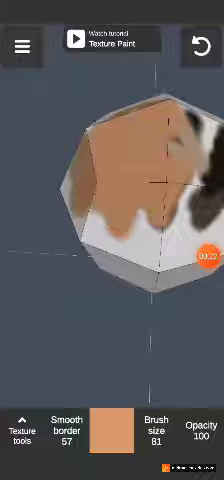 Watch tutorial
Texture Paint
00:22
Texture
tools
Smooth
border
57
Brush
size
81
Opacity
100